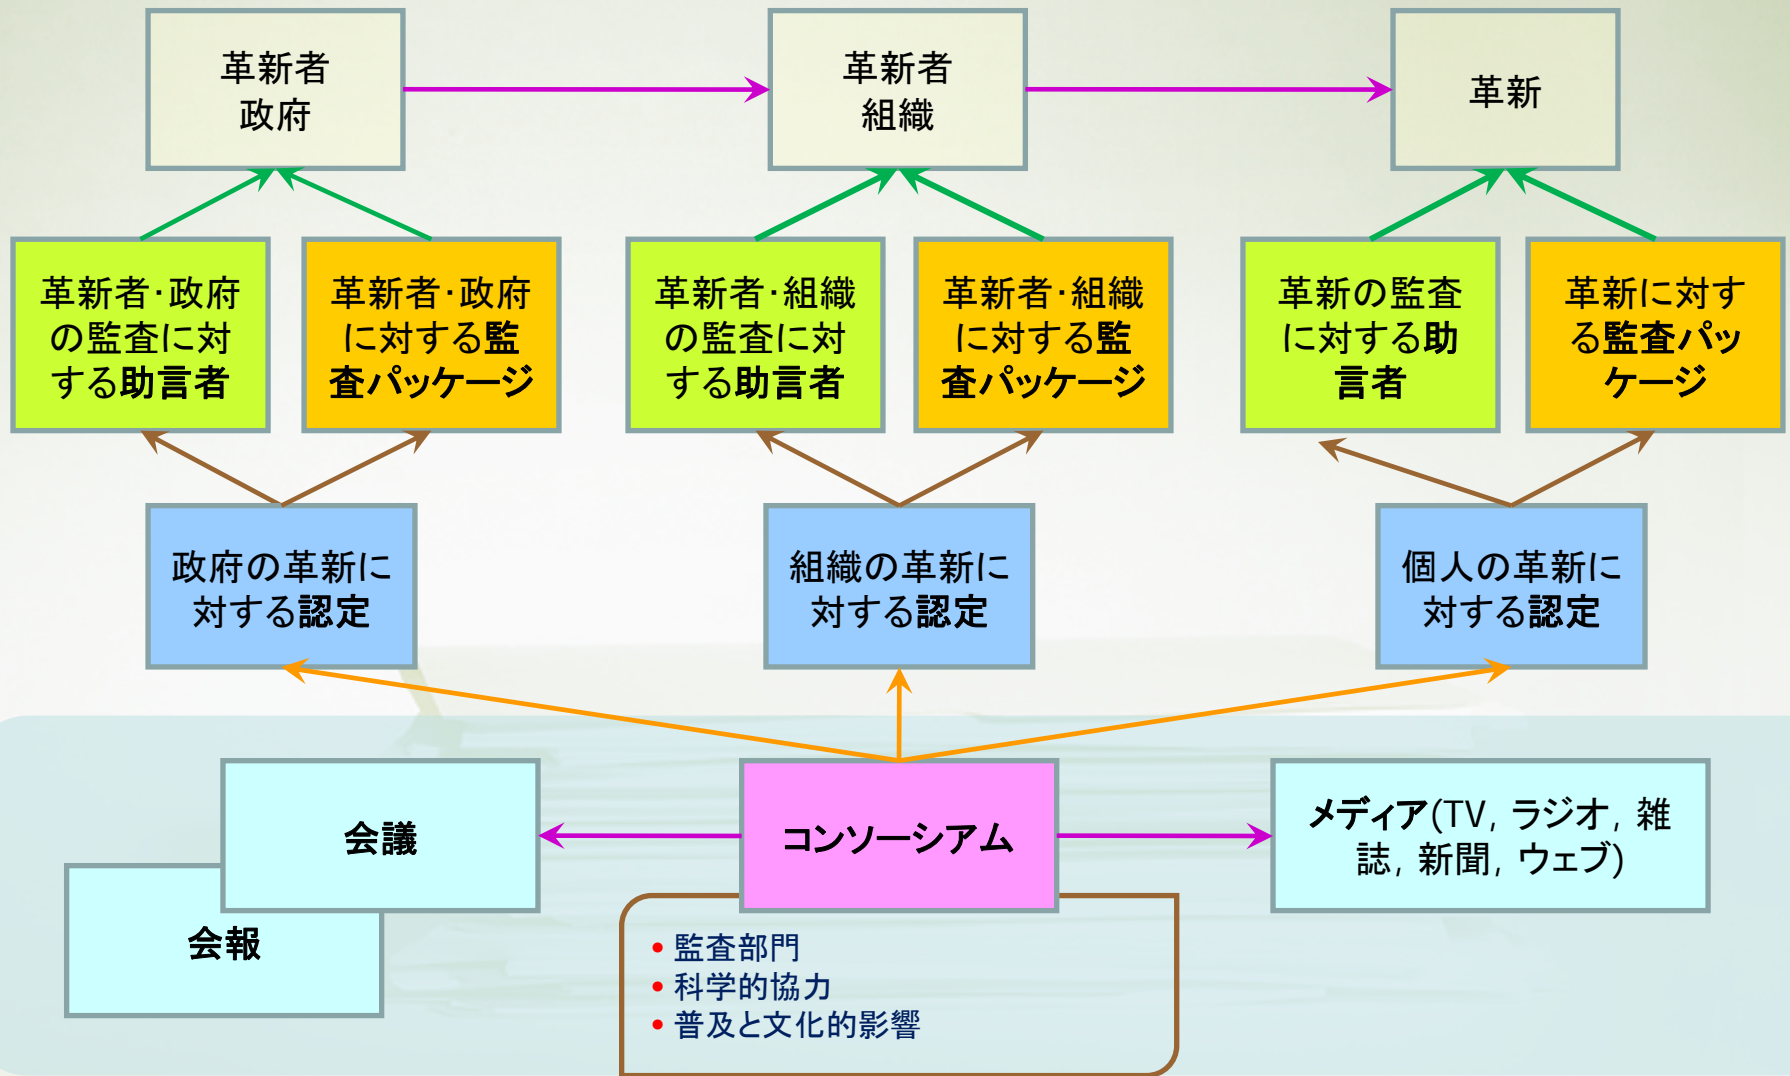 革新者
政府
革新者
組織
革新
革新者・政府
の監査に対
する助言者
革新者・政府
に対する監
査パッケージ
革新者・組織
の監査に対
する助言者
革新者・組織
に対する監
査パッケージ
革新の監査
に対する助
言者
革新に対す
る監査パッ
ケージ
政府の革新に
対する認定
組織の革新に
対する認定
個人の革新に
対する認定
会議
会報
コンソーシアム
• 監査部門
• 科学的協力
• 普及と文化的影響
メディア(TV, ラジオ, 雑
誌, 新聞, ウェブ)